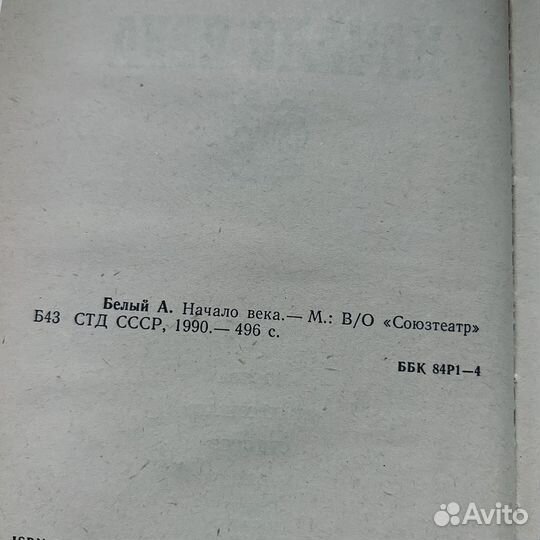 Белый А. Начало века.— М.: В/О «Союзтеатр»
Б43 СТД СССР, 1990.— 496 с.
ББК 84Р1—4
Avito